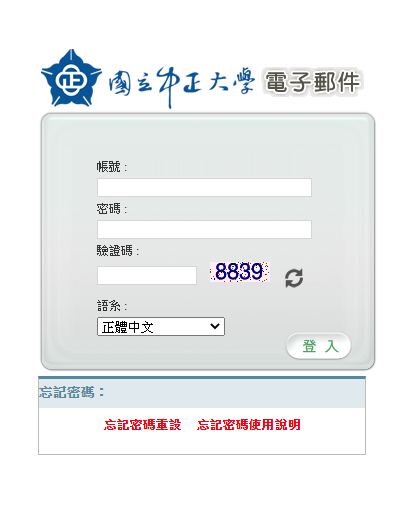 正 國立中正大學 電子郵件
帳號：
密碼：
驗證碼：
8839
語系：
正體中文
登入
忘記密碼：
忘記密碼重設 忘記密碼使用說明